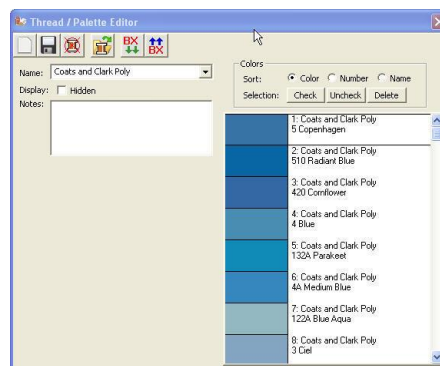 Thread / Palette Editor
BX
BX
Name: Coats and Clark Poly
Display: Hidden
Notes:
Colors
Sort: Color Number Name
Selection: Check Uncheck Delete
1: Coats and Clark Poly
5 Copenhagen
2: Coats and Clark Poly
510 Radiant Blue
3: Coats and Clark Poly
420 Cornflower
4: Coats and Clark Poly
4 Blue
5: Coats and Clark Poly
132A Parakeet
6: Coats and Clark Poly
4A Medium Blue
7: Coats and Clark Poly
122A Blue Aqua
8: Coats and Clark Poly
3 Ciel